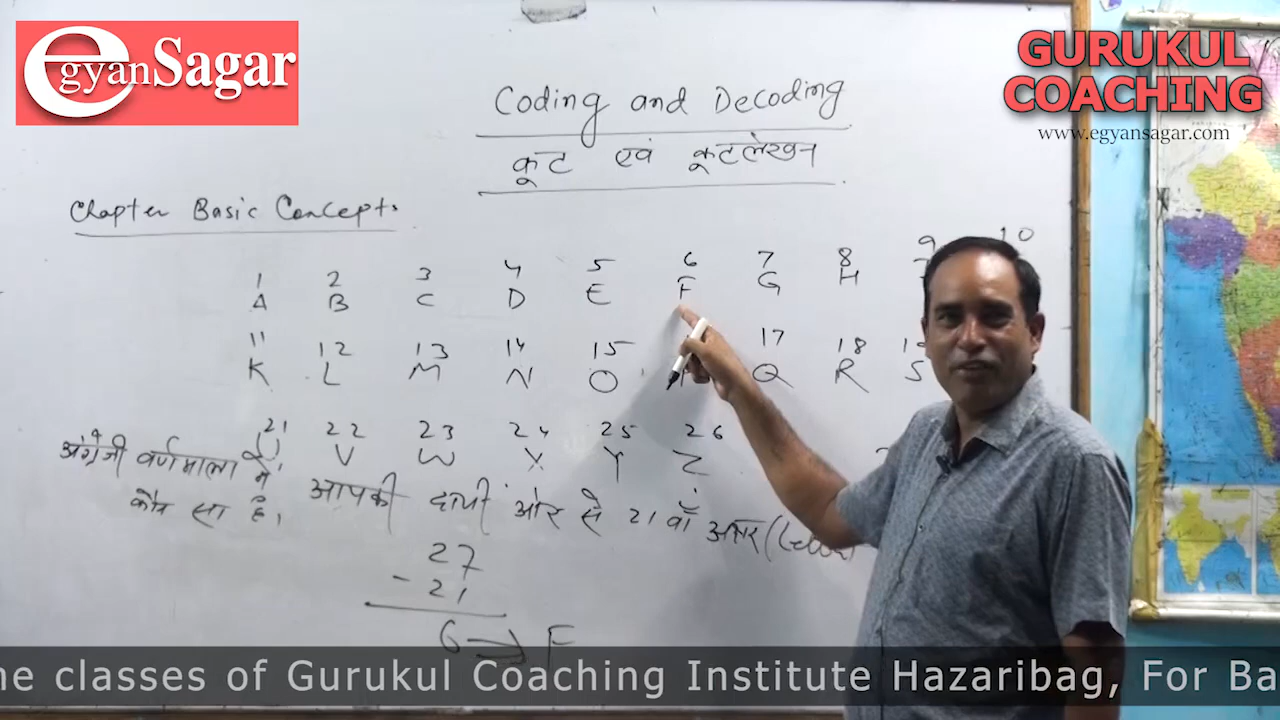 egyanSagar
GURUKUL
COACHING
www.egyansagar.com
Coding and Decoding
कूट एवं कूटलेखन
Chapter Basic Concepts
1 2 3 4 5 6 7 8 9 10
A B C D E F G H
11 12 13 14 15 17 18
K L M N O Q R S
21 22 23 24 25 26
U V W X Y Z
अंग्रेजी वर्णमाला में आपकी दायीं ओर से 21 वाँ अक्षर (Letter)
कौन सा है।
27
- 21
6 → F
he classes of Gurukul Coaching Institute Hazaribag, For Ba